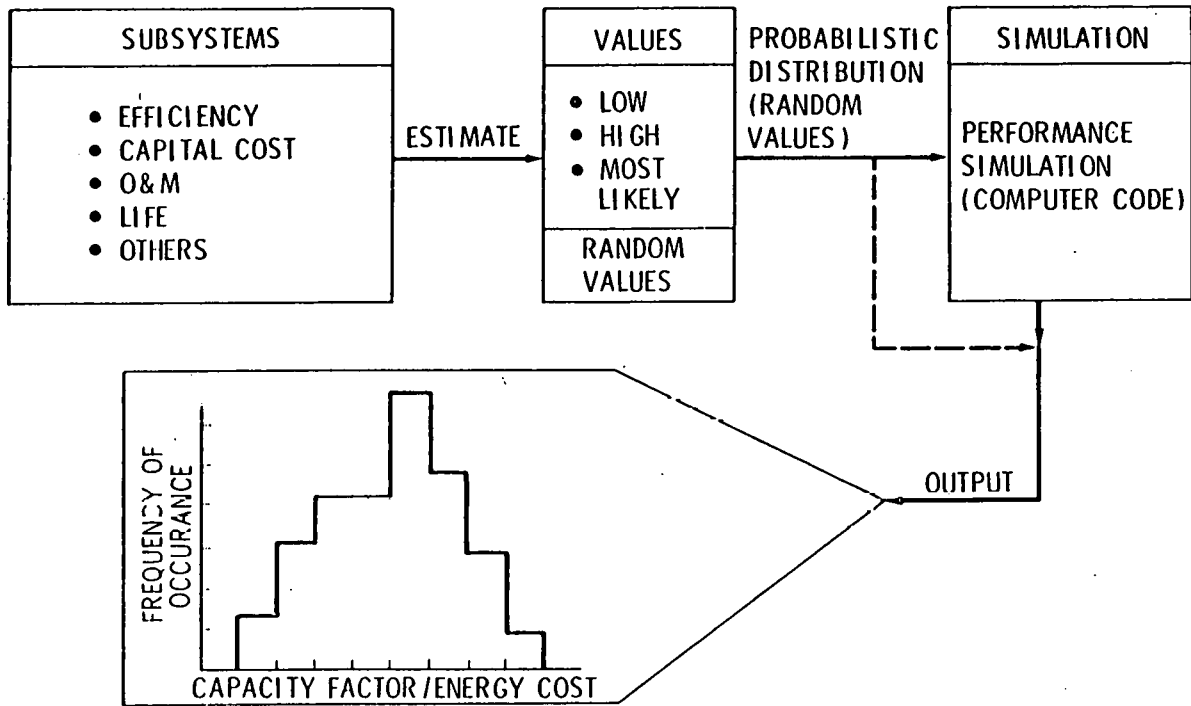 SUBSYSTEMS
• EFFICIENCY
• CAPITAL COST
• O&M
• LIFE
• OTHERS
ESTIMATE
VALUES
• LOW
• HIGH
• MOST
LIKELY
RANDOM
VALUES
PROBABILISTIC
DISTRIBUTION
(RANDOM
VALUES)
SIMULATION
PERFORMANCE
SIMULATION
(COMPUTER CODE)
OUTPUT
FREQUENCY OF
OCCURANCE
CAPACITY FACTOR/ENERGY COST